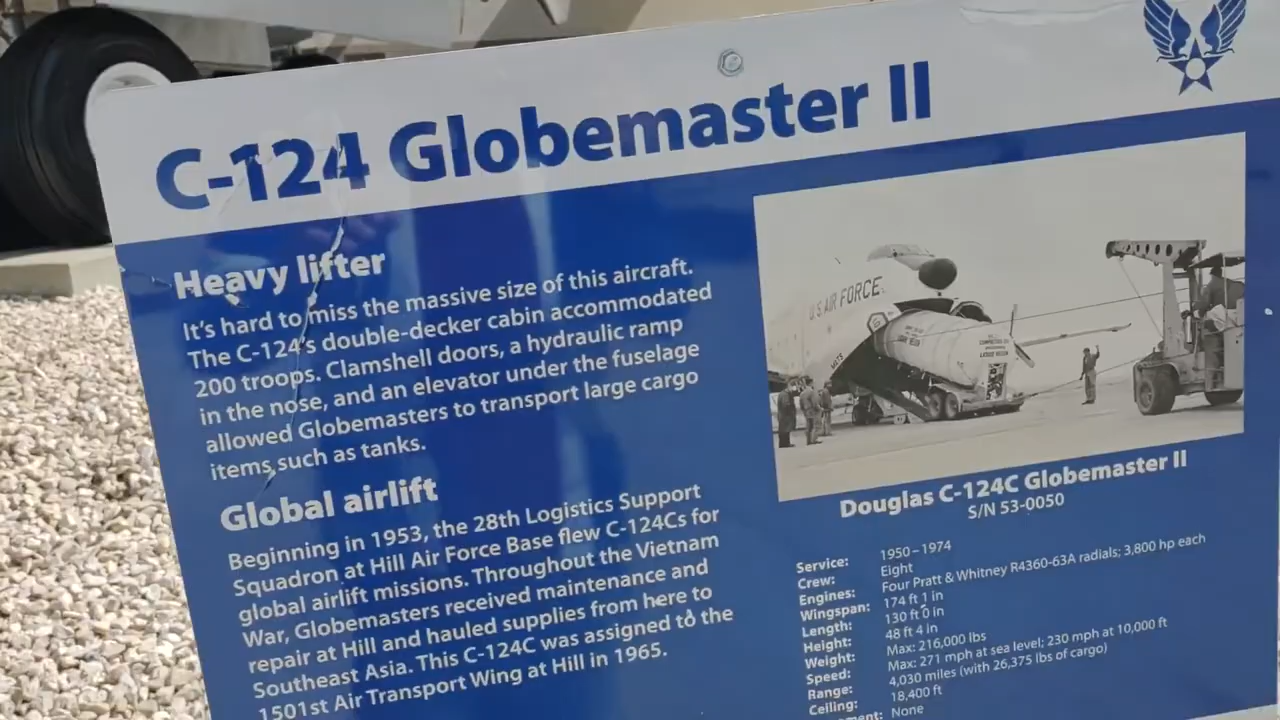 C-124 Globemaster II
Heavy lifter
It's hard to miss the massive size of this aircraft.
The C-124's double-decker cabin accommodated
200 troops. Clamshell doors, a hydraulic ramp
in the nose, and an elevator under the fuselage
allowed Globemasters to transport large cargo
items such as tanks.
Global airlift
Beginning in 1953, the 28th Logistics Support
Squadron at Hill Air Force Base flew C-124Cs for
global airlift missions. Throughout the Vietnam
War, Globemasters received maintenance and
repair at Hill and hauled supplies from here to
Southeast Asia. This C-124C was assigned to the
1501st Air Transport Wing at Hill in 1965.
U.S. AIR FORCE
MATS
Douglas C-124C Globemaster II
S/N 53-0050
Service: 1950–1974
Crew: Eight
Engines: Four Pratt & Whitney R4360-63A radials; 3,800 hp each
Wingspan: 174 ft 1 in
Length: 130 ft 0 in
Height: 48 ft 4 in
Weight: Max: 216,000 lbs
Speed: Max: 271 mph at sea level; 230 mph at 10,000 ft
Range: 4,030 miles (with 26,375 lbs of cargo)
Ceiling: 18,400 ft
None